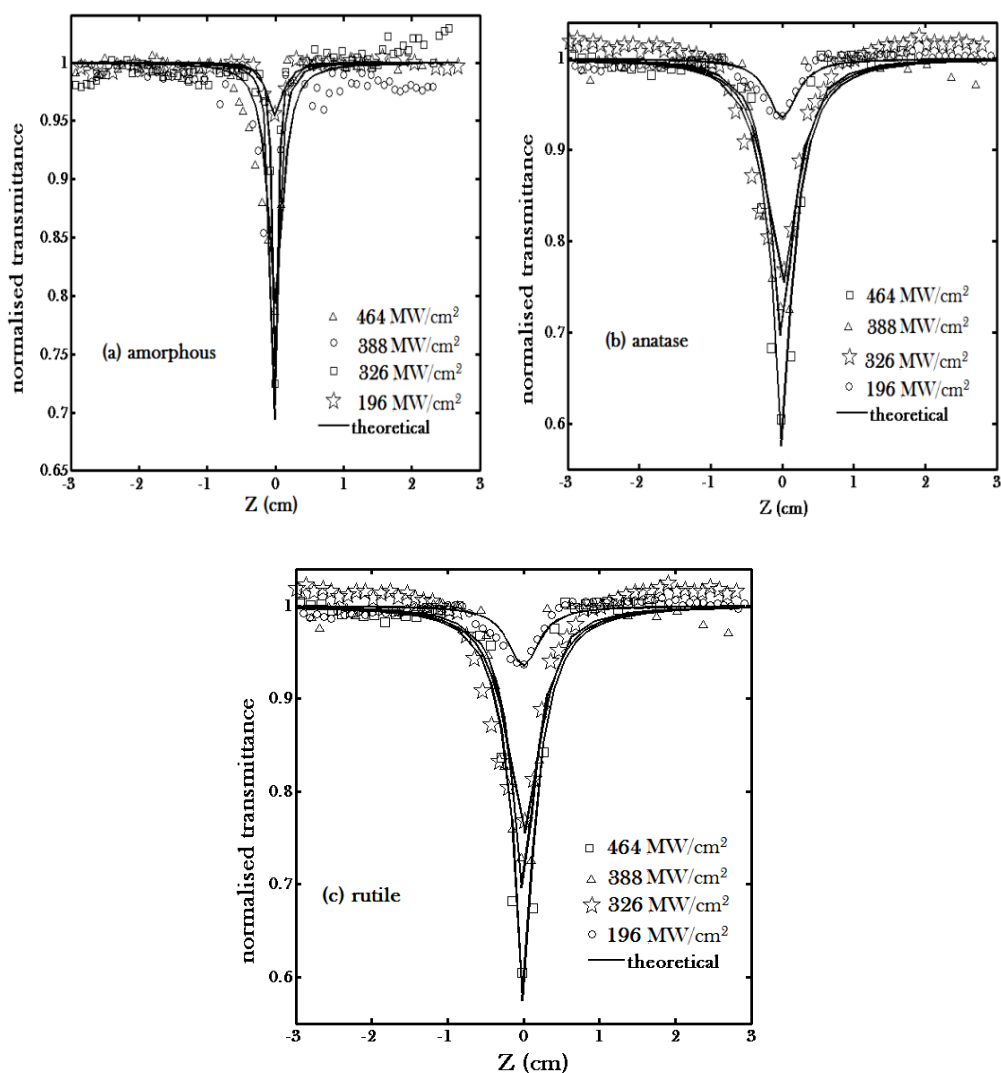 normalised transmittance
1
0.95
0.9
0.85
0.8
0.75
0.7
0.65
-3
-2
-1
0
1
2
3
Z (cm)
(a) amorphous
464 MW/cm²
388 MW/cm²
326 MW/cm²
196 MW/cm²
theoretical
normalised transmittance
1
0.9
0.8
0.7
0.6
-3
-2
-1
0
1
2
3
Z (cm)
(b) anatase
464 MW/cm²
388 MW/cm²
326 MW/cm²
196 MW/cm²
theoretical
normalised transmittance
1
0.9
0.8
0.7
0.6
-3
-2
-1
0
1
2
3
Z (cm)
(c) rutile
464 MW/cm²
388 MW/cm²
326 MW/cm²
196 MW/cm²
theoretical